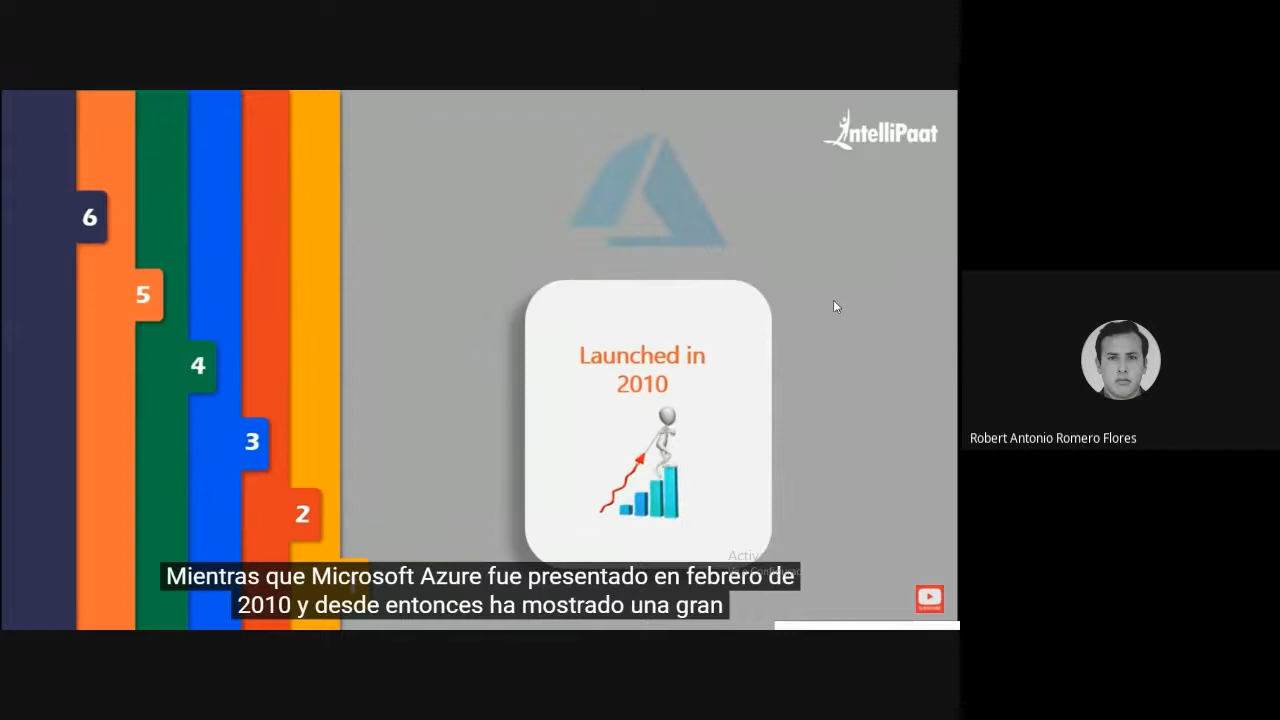 IntelliPaat
6
5
4
3
2
Launched in
2010
Mientras que Microsoft Azure fue presentado en febrero de
2010 y desde entonces ha mostrado una gran
Robert Antonio Romero Flores